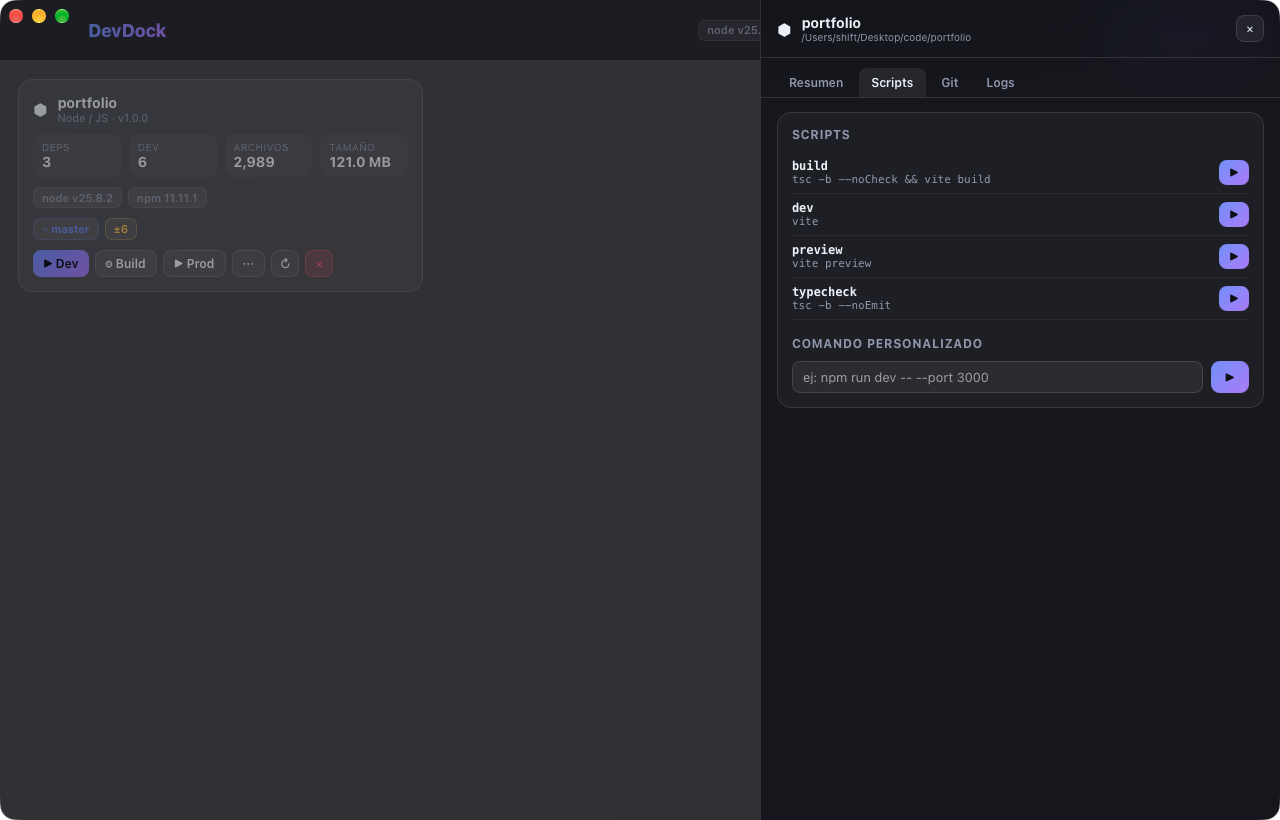 DevDock
node v25.
portfolio
Node / JS · v1.0.0
DEPS
3
DEV
6
ARCHIVOS
2,989
TAMAÑO
121.0 MB
node v25.8.2
npm 11.11.1
master
±6
Dev
Build
Prod
···
×
portfolio
/Users/shift/Desktop/code/portfolio
×
Resumen
Scripts
Git
Logs
SCRIPTS
build
tsc -b --noCheck && vite build
dev
vite
preview
vite preview
typecheck
tsc -b --noEmit
COMANDO PERSONALIZADO
ej: npm run dev -- --port 3000